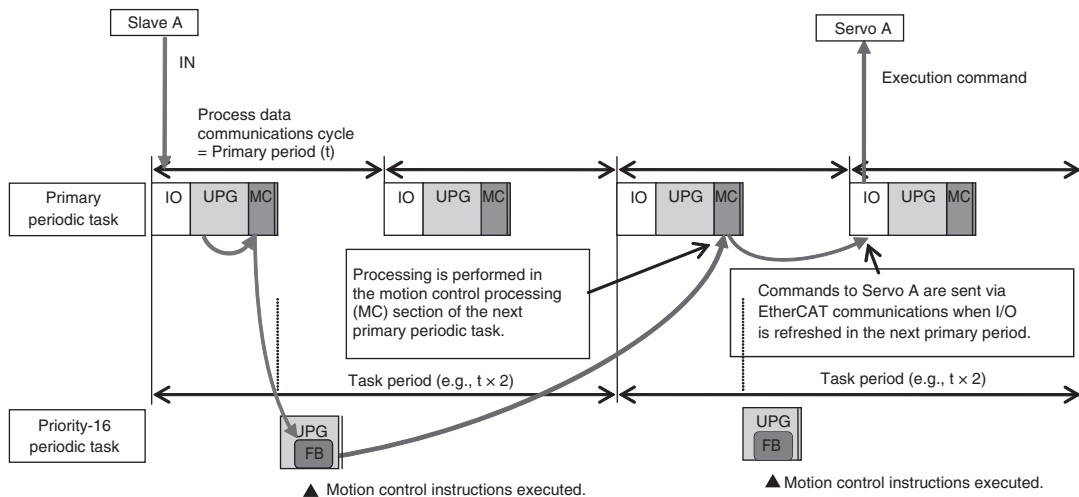 Slave A
Servo A
IN
Execution command
Process data
communications cycle
= Primary period (t)
Primary
periodic task
IO
UPG
MC
IO
UPG
MC
IO
UPG
MC
IO
UPG
MC
Processing is performed in
the motion control processing
(MC) section of the next
primary periodic task.
Commands to Servo A are sent via
EtherCAT communications when I/O
is refreshed in the next primary period.
Task period (e.g., t × 2)
Task period (e.g., t × 2)
Priority-16
periodic task
UPG
FB
UPG
FB
▲ Motion control instructions executed.
▲ Motion control instructions executed.